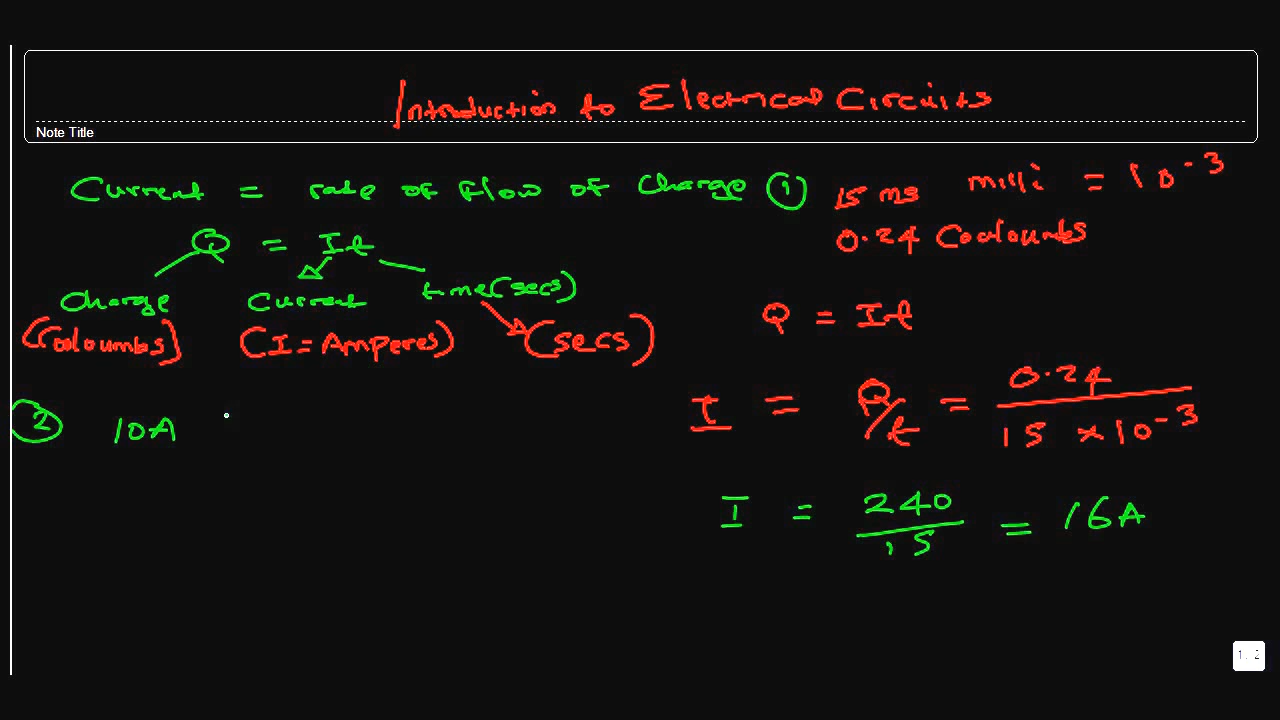 Introduction to Electrical Circuits
Note Title
Current = rate of flow of charge ①
Q = It
Charge Current time(secs)
(Coloumbs) (I = Amperes) (secs)
② 10A
15 ms milli = 10⁻³
0.24 Cooloumbs
Q = It
I = Q/t = 0.24 / 15 × 10⁻³
I = 240 / 15 = 16A
1..2